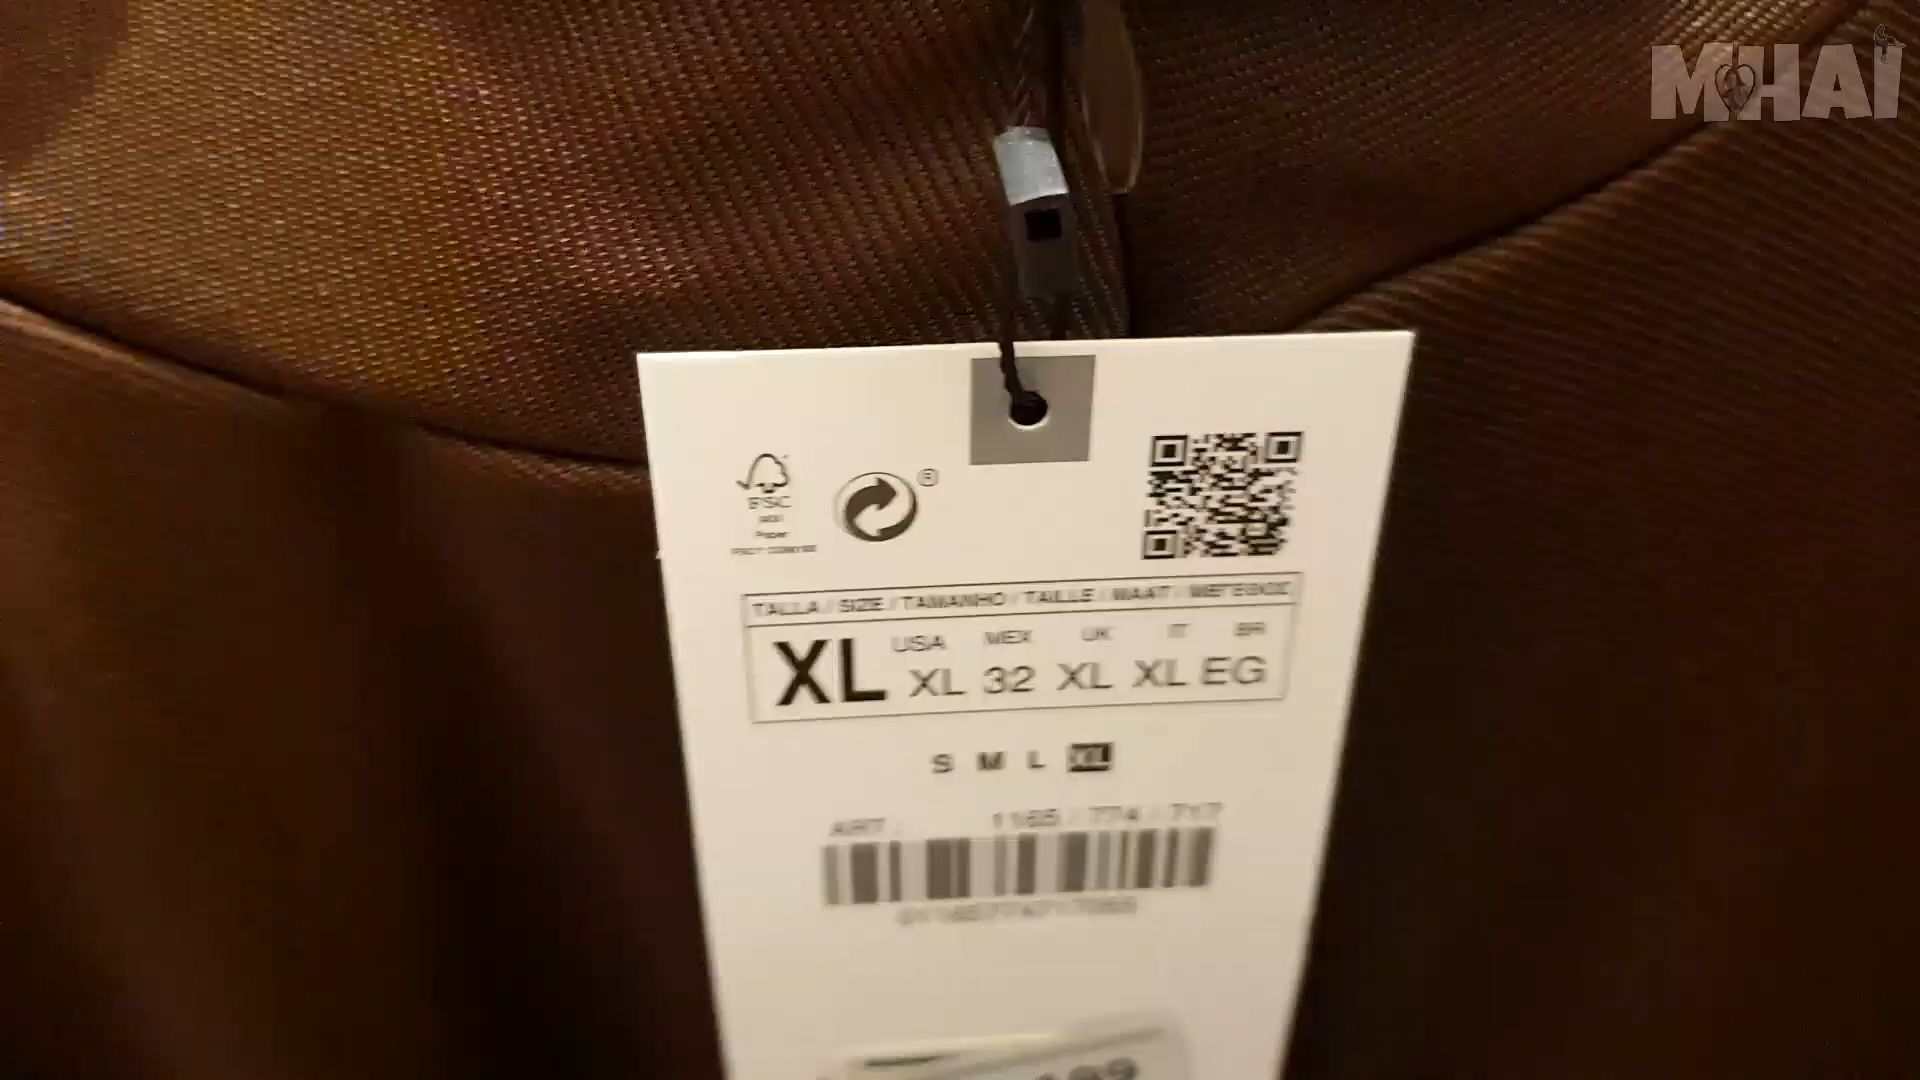 MHAI
®
FSC
TALLA / SIZE / TAMANHO / TAILLE / MAAT /
USA MEX UK IT BR
XL XL 32 XL XL EG
S M L XL
ART.: 1165 / 774 / 717